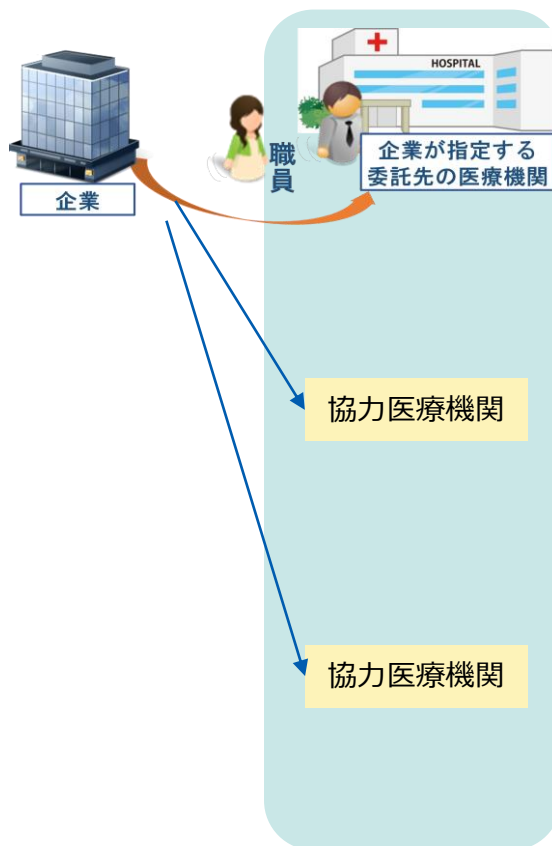 HOSPITAL
職
員
企業が指定する
委託先の医療機関
企業
協力医療機関
協力医療機関